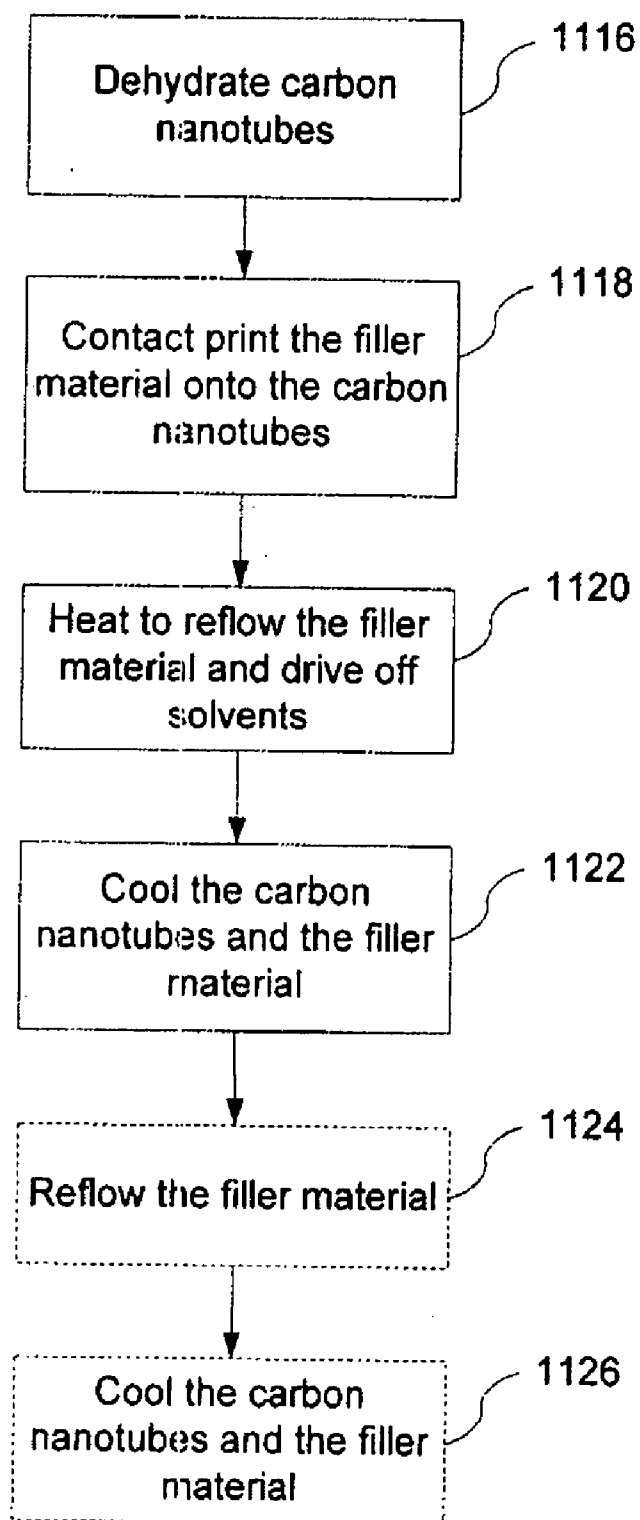 1116
Dehydrate carbon
nanotubes
1118
Contact print the filler
material onto the carbon
nanotubes
1120
Heat to reflow the filler
material and drive off
solvents
1122
Cool the carbon
nanotubes and the filler
material
1124
Reflow the filler material
1126
Cool the carbon
nanotubes and the filler
material